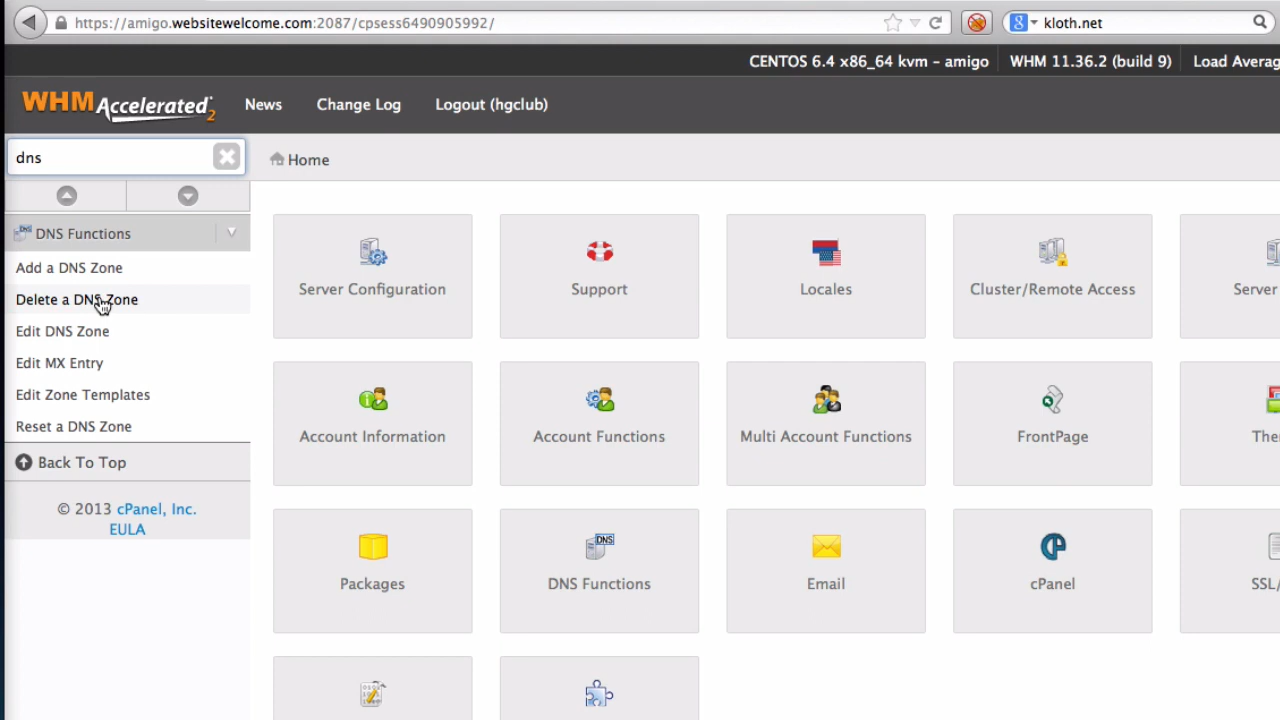 https://amigo.websitewelcome.com:2087/cpsess6490905992/
kloth.net
CENTOS 6.4 x86_64 kvm – amigo
WHM 11.36.2 (build 9)
Load Averag
WHM Accelerated2
News
Change Log
Logout (hgclub)
dns
Home
DNS Functions
Add a DNS Zone
Delete a DNS Zone
Edit DNS Zone
Edit MX Entry
Edit Zone Templates
Reset a DNS Zone
Back To Top
© 2013 cPanel, Inc.
EULA
Server Configuration
Support
Locales
Cluster/Remote Access
Server
Account Information
Account Functions
Multi Account Functions
FrontPage
The
Packages
DNS
DNS Functions
Email
cPanel
SSL/